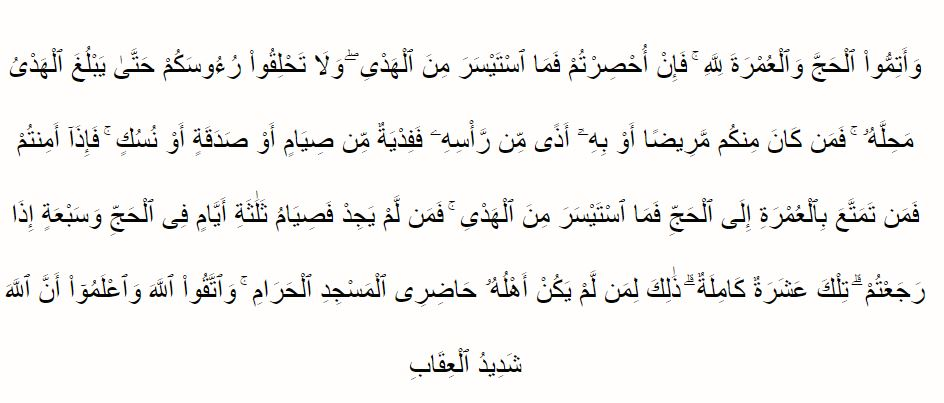 وَأَتِمُّوا۟ ٱلْحَجَّ وَٱلْعُمْرَةَ لِلَّهِ ۚ فَإِنْ أُحْصِرْتُمْ فَمَا ٱسْتَيْسَرَ مِنَ ٱلْهَدْىِ ۖ وَلَا تَحْلِقُوا۟ رُءُوسَكُمْ حَتَّىٰ يَبْلُغَ ٱلْهَدْىُ
مَحِلَّهُۥ ۚ فَمَن كَانَ مِنكُم مَّرِيضًا أَوْ بِهِۦٓ أَذًى مِّن رَّأْسِهِۦ فَفِدْيَةٌ مِّن صِيَامٍ أَوْ صَدَقَةٍ أَوْ نُسُكٍ ۚ فَإِذَآ أَمِنتُمْ
فَمَن تَمَتَّعَ بِٱلْعُمْرَةِ إِلَى ٱلْحَجِّ فَمَا ٱسْتَيْسَرَ مِنَ ٱلْهَدْىِ ۚ فَمَن لَّمْ يَجِدْ فَصِيَامُ ثَلَٰثَةِ أَيَّامٍ فِى ٱلْحَجِّ وَسَبْعَةٍ إِذَا
رَجَعْتُمْ ۗ تِلْكَ عَشَرَةٌ كَامِلَةٌ ۗ ذَٰلِكَ لِمَن لَّمْ يَكُنْ أَهْلُهُۥ حَاضِرِى ٱلْمَسْجِدِ ٱلْحَرَامِ ۚ وَٱتَّقُوا۟ ٱللَّهَ وَٱعْلَمُوٓا۟ أَنَّ ٱللَّهَ
شَدِيدُ ٱلْعِقَابِ